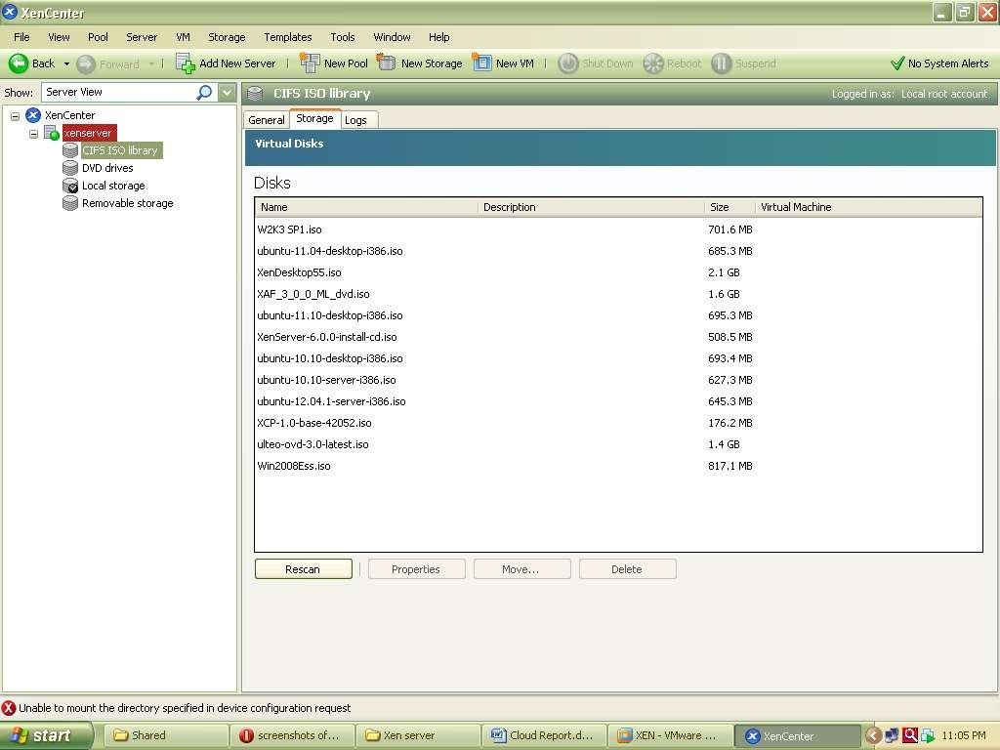 XenCenter
File View Pool Server VM Storage Templates Tools Window Help
Back Forward Add New Server New Pool New Storage New VM Shut Down Reboot Suspend No System Alerts
Show: Server View
CIFS ISO library Logged in as: Local root account
XenCenter
xenserver
CIFS ISO library
DVD drives
Local storage
Removable storage
General Storage Logs
Virtual Disks
Disks
Name Description Size Virtual Machine
W2K3 SP1.iso 701.6 MB
ubuntu-11.04-desktop-i386.iso 685.3 MB
XenDesktop55.iso 2.1 GB
XAF_3_0_0_ML_dvd.iso 1.6 GB
ubuntu-11.10-desktop-i386.iso 695.3 MB
XenServer-6.0.0-install-cd.iso 508.5 MB
ubuntu-10.10-desktop-i386.iso 693.4 MB
ubuntu-10.10-server-i386.iso 627.3 MB
ubuntu-12.04.1-server-i386.iso 645.3 MB
XCP-1.0-base-42052.iso 176.2 MB
ulteo-ovd-3.0-latest.iso 1.4 GB
Win2008Ess.iso 817.1 MB
Rescan Properties Move... Delete
Unable to mount the directory specified in device configuration request
start Shared screenshots of... Xen server Cloud Report.d... XEN - VMware ... XenCenter 11:05 PM